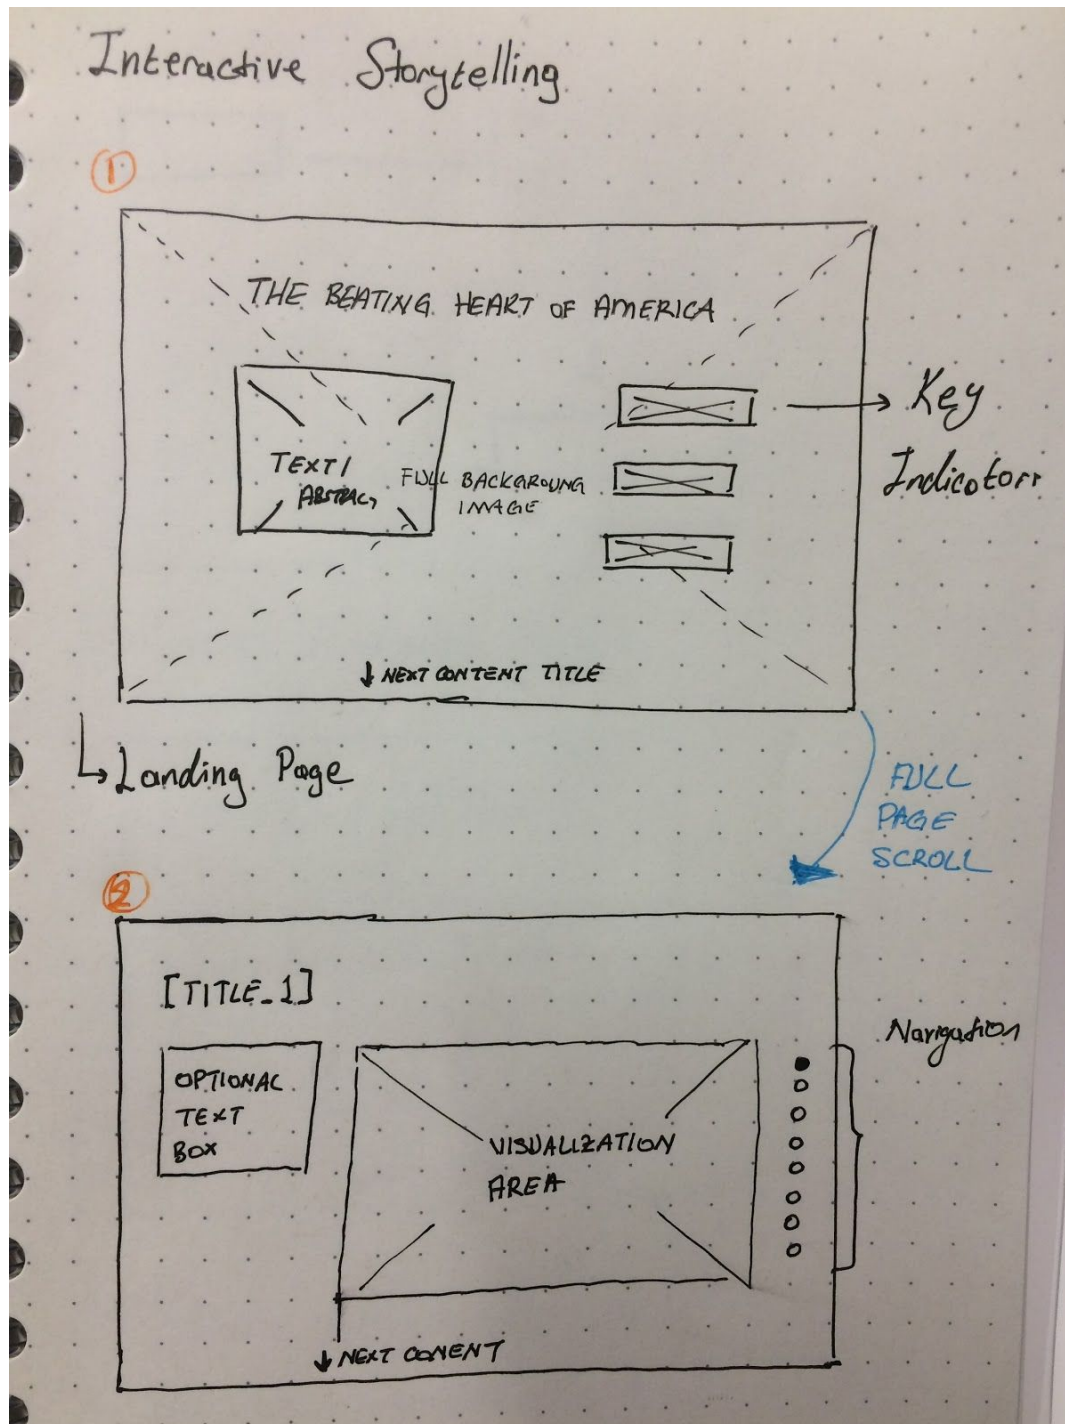 Interactive Storytelling
1
THE BEATING HEART OF AMERICA
Key
Indicators
TEXT/
ABSTRACT
FULL BACKGROUND
IMAGE
↓ NEXT CONTENT TITLE
Landing Page
FULL
PAGE
SCROLL
2
[TITLE_1]
Navigation
OPTIONAL
TEXT
BOX
VISUALIZATION
AREA
↓ NEXT CONENT